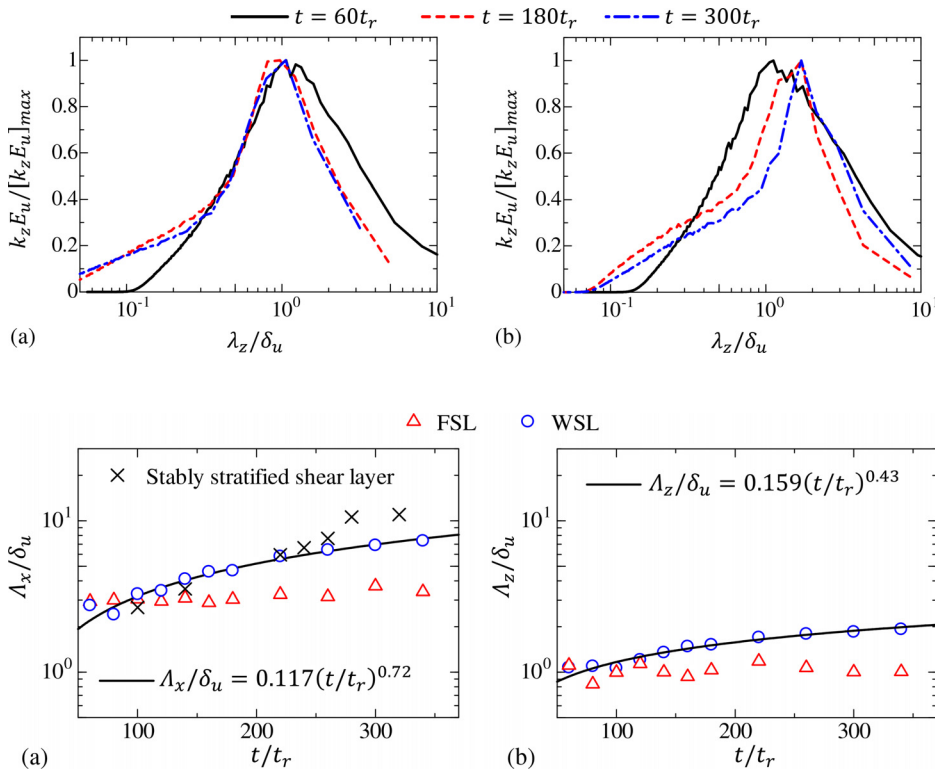 t = 60t_r t = 180t_r t = 300t_r
1 1
0.8 0.8
0.6 0.6
0.4 0.4
0.2 0.2
0 0
k_zE_u/[k_zE_u]_max k_zE_u/[k_zE_u]_max
10^-1 10^0 10^1 10^-1 10^0 10^1
(a) λ_z/δ_u (b) λ_z/δ_u
FSL WSL
Stably stratified shear layer Λ_z/δ_u = 0.159(t/t_r)^0.43
10^1 10^1
Λ_x/δ_u Λ_z/δ_u
10^0 10^0
Λ_x/δ_u = 0.117(t/t_r)^0.72
100 200 300 100 200 300
(a) t/t_r (b) t/t_r